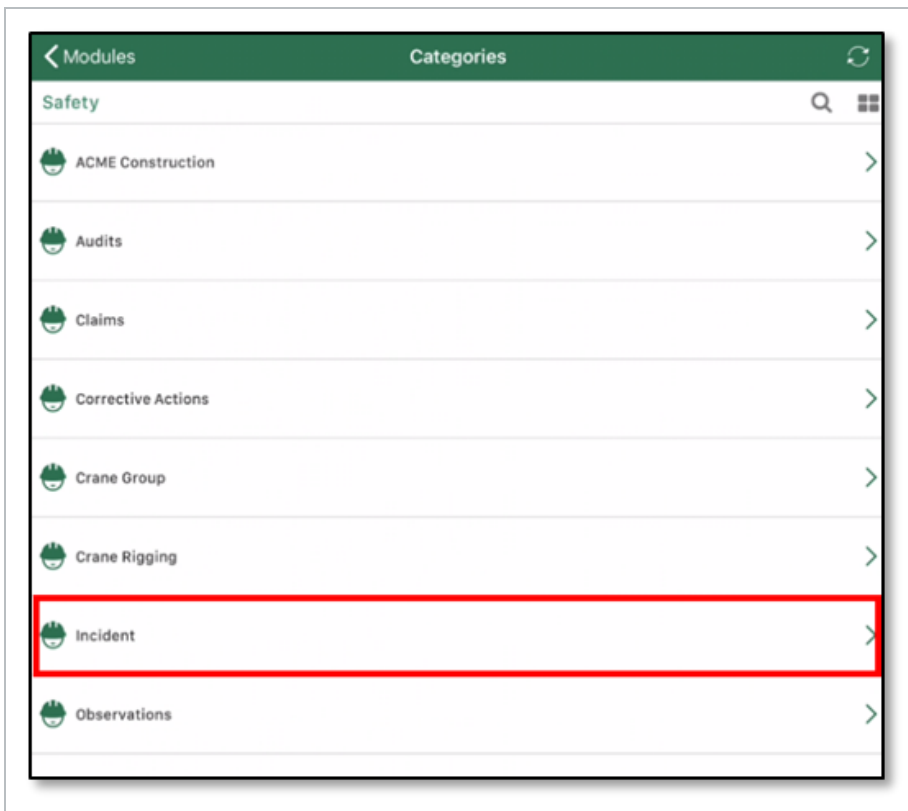 Modules
Categories
Safety
ACME Construction
Audits
Claims
Corrective Actions
Crane Group
Crane Rigging
Incident
Observations